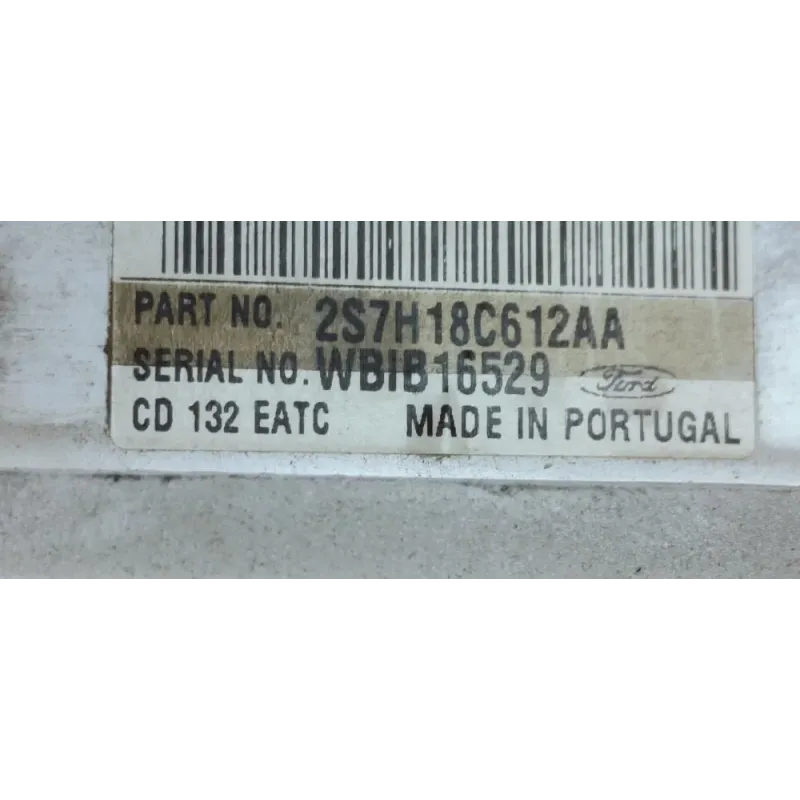 PART NO. 2S7H18C612AA
SERIAL NO. WBIB16529 Ford
CD 132 EATC MADE IN PORTUGAL